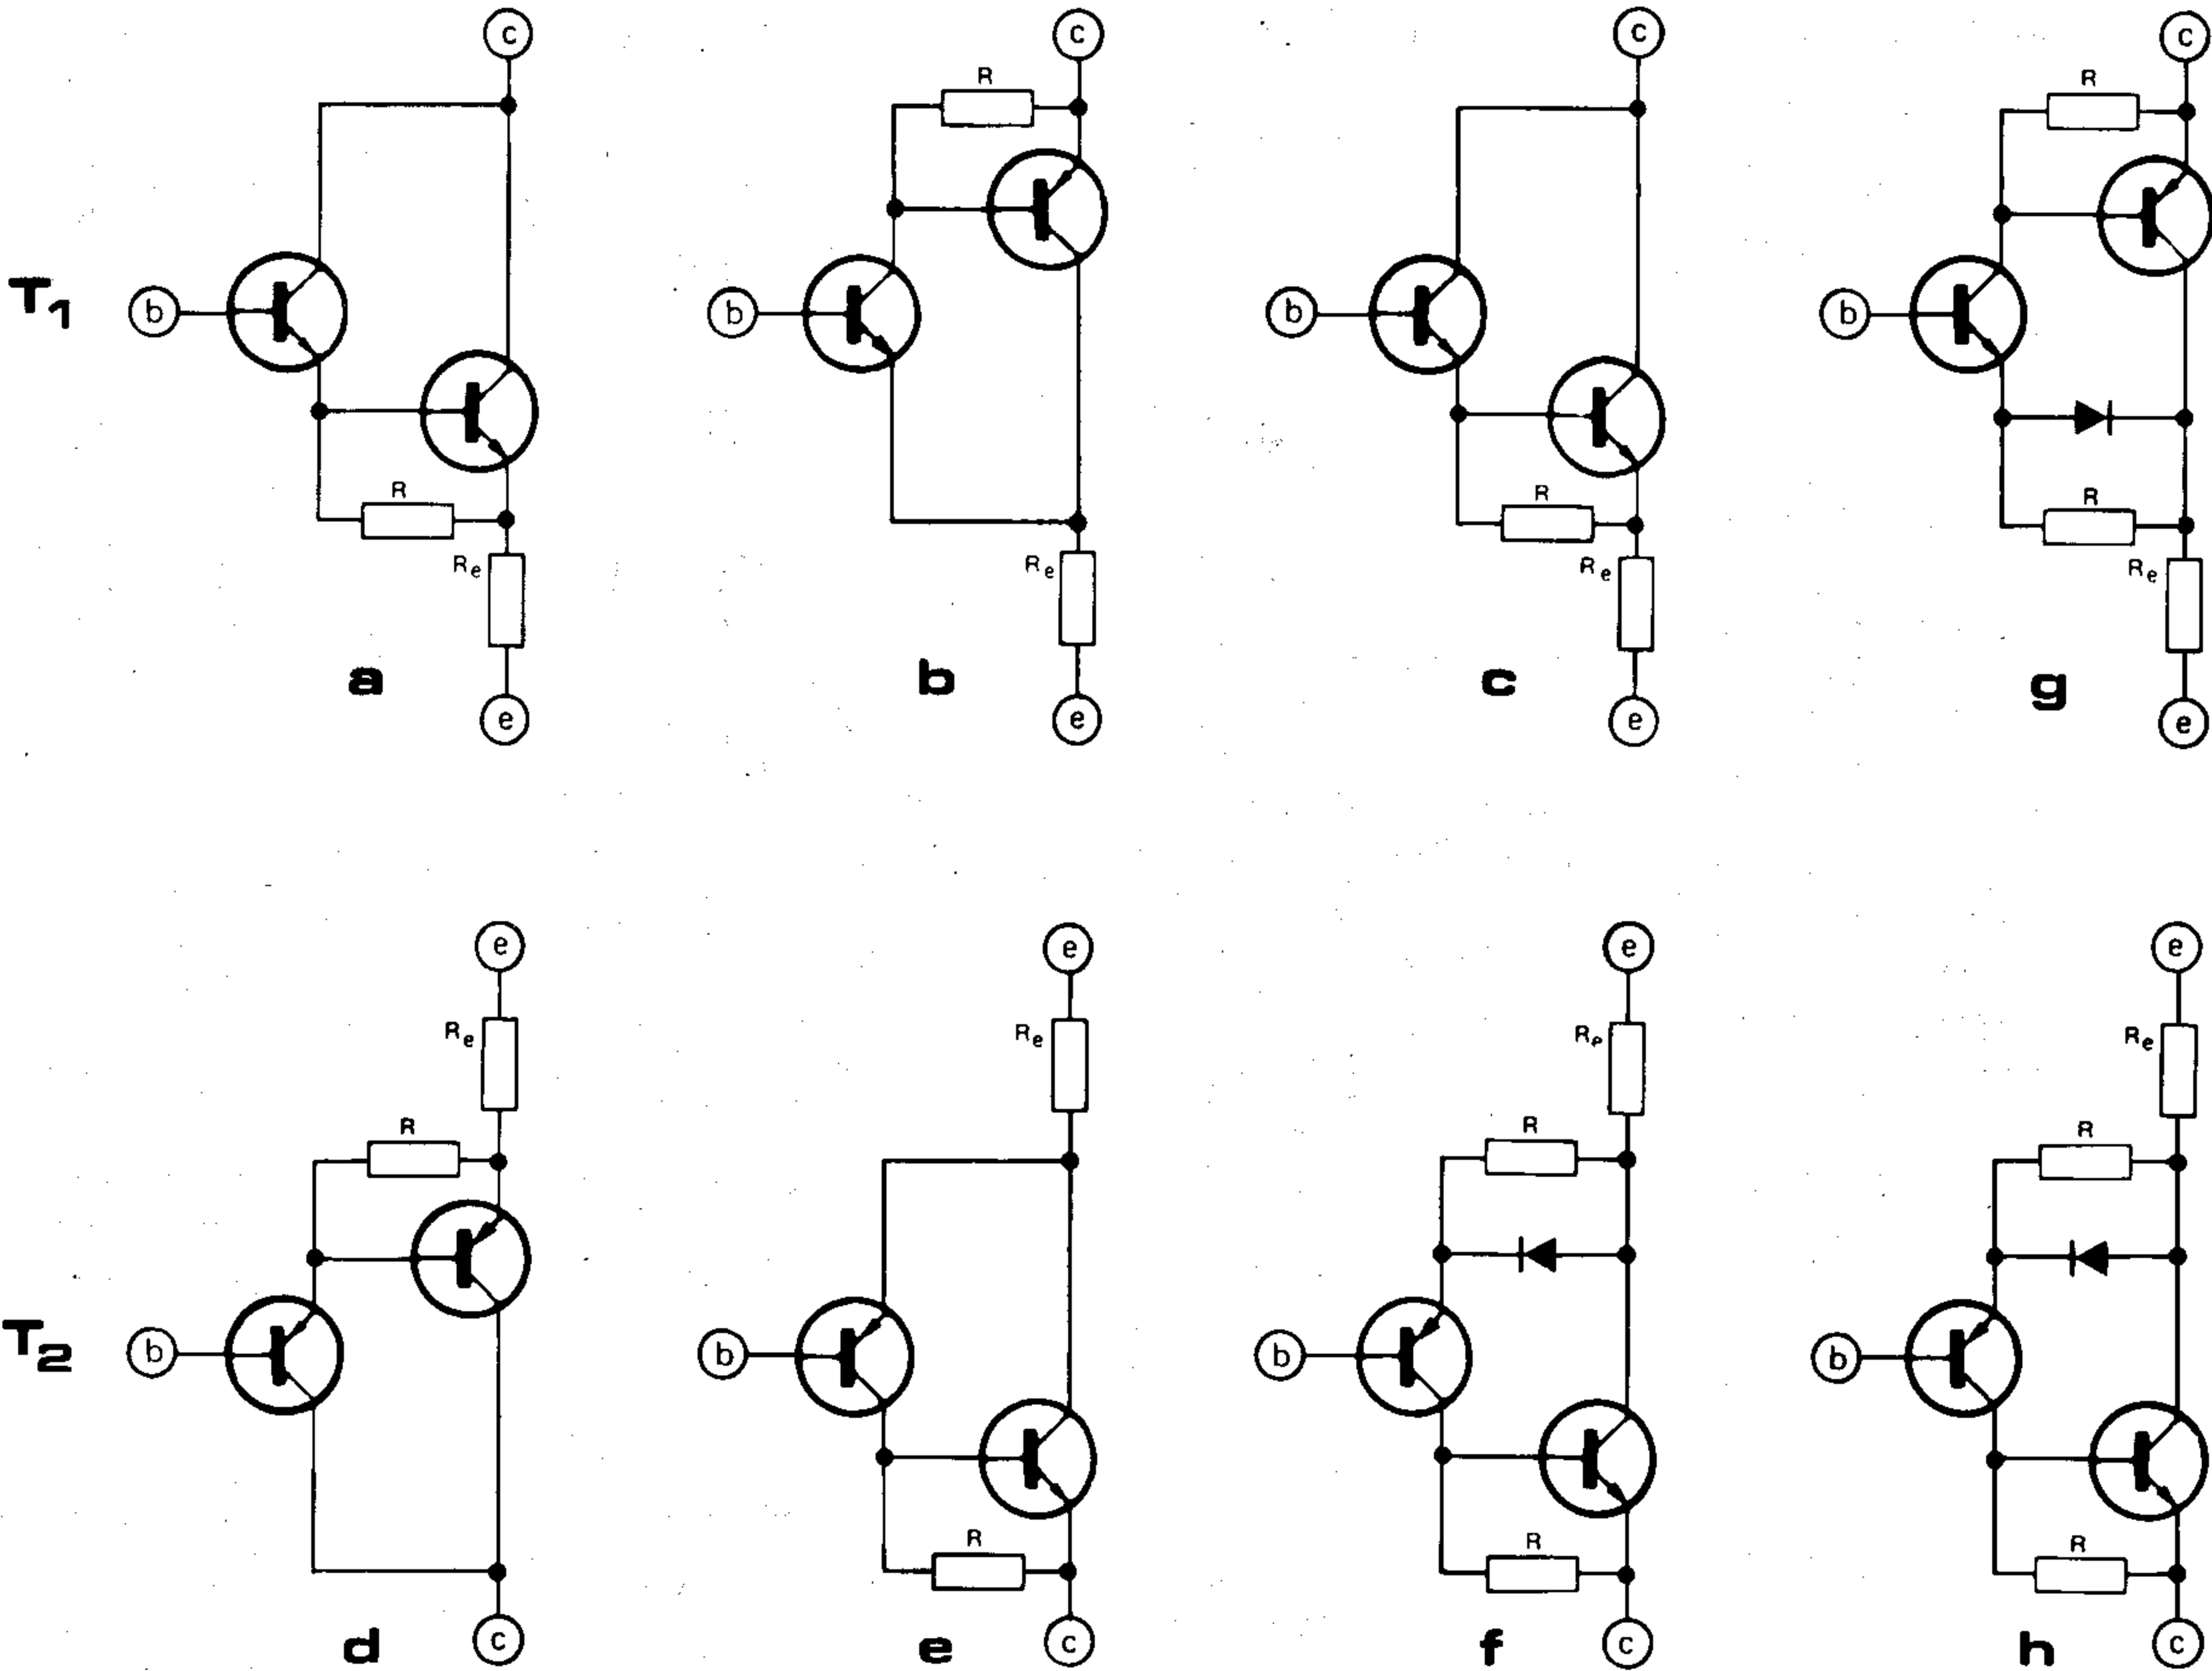 c c c c
R R
T1 b b b b
R R R
Re Re Re Re
a b c g
e e e e
e e e e
Re Re Re Re
R R R
T2 b b b b
R R R
d e f h
c c c c